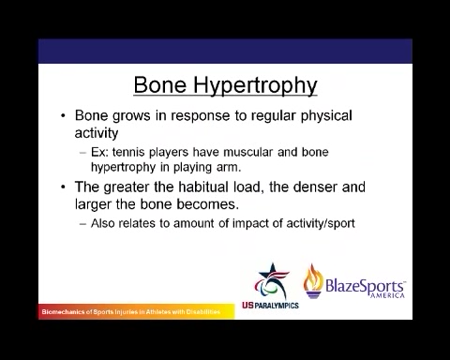 Bone Hypertrophy
• Bone grows in response to regular physical
activity
– Ex: tennis players have muscular and bone
hypertrophy in playing arm.
• The greater the habitual load, the denser and
larger the bone becomes.
– Also relates to amount of impact of activity/sport
US PARALYMPICS
BlazeSports
AMERICA
Biomechanics of Sports Injuries in Athletes with Disabilities